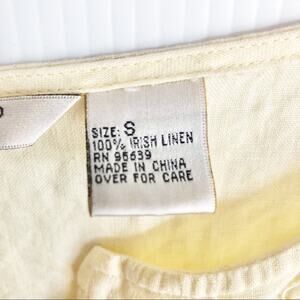 SIZE: S
100% IRISH LINEN
RN 95639
MADE IN CHINA
OVER FOR CARE